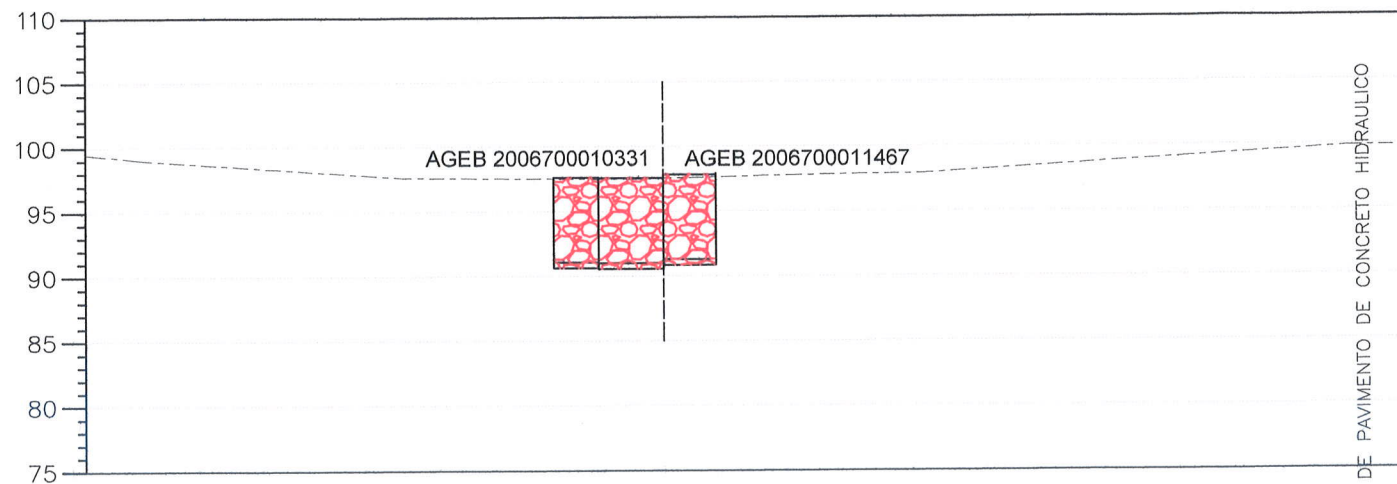 110
105
100
95
90
85
80
75
AGEB 2006700010331
AGEB 2006700011467
DE PAVIMENTO DE CONCRETO HIDRAULICO